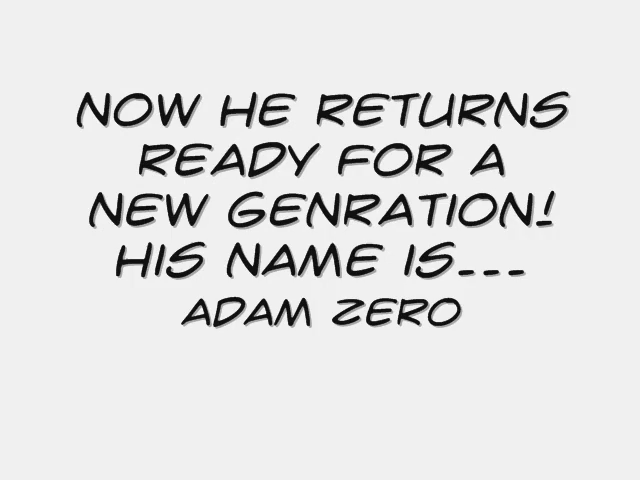 NOW HE RETURNS
READY FOR A
NEW GENRATION!
HIS NAME IS---
ADAM ZERO